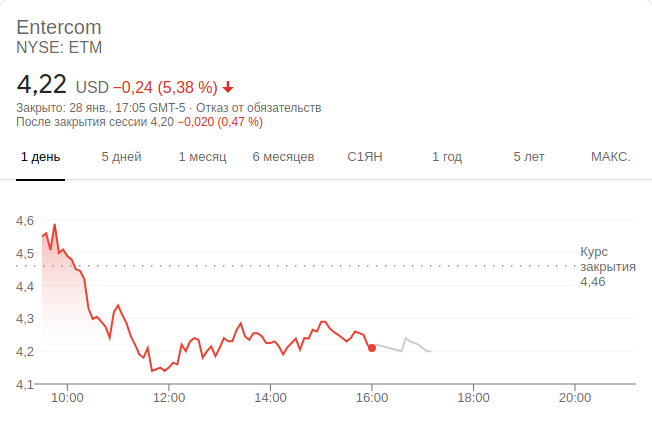 Entercom
NYSE: ETM
4,22 USD −0,24 (5,38 %)
Закрыто: 28 янв., 17:05 GMT-5 · Отказ от обязательств
После закрытия сессии 4,20 −0,020 (0,47 %)
1 день 5 дней 1 месяц 6 месяцев С1ЯН 1 год 5 лет МАКС.
4,6
4,5
4,4
4,3
4,2
4,1
Курс
закрытия
4,46
10:00 12:00 14:00 16:00 18:00 20:00